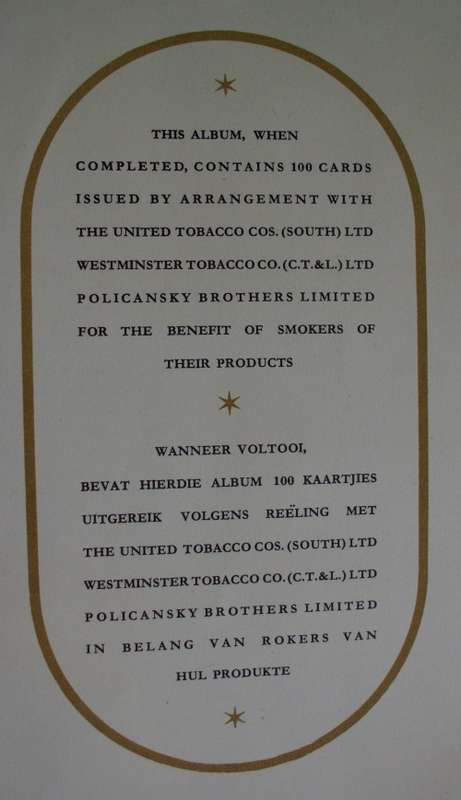 THIS ALBUM, WHEN
COMPLETED, CONTAINS 100 CARDS
ISSUED BY ARRANGEMENT WITH
THE UNITED TOBACCO COS. (SOUTH) LTD
WESTMINSTER TOBACCO CO. (C.T.&L.) LTD
POLICANSKY BROTHERS LIMITED
FOR THE BENEFIT OF SMOKERS OF
THEIR PRODUCTS
WANNEER VOLTOOI,
BEVAT HIERDIE ALBUM 100 KAARTJIES
UITGEREIK VOLGENS REEÏLING MET
THE UNITED TOBACCO COS. (SOUTH) LTD
WESTMINSTER TOBACCO CO. (C.T.&L.) LTD
POLICANSKY BROTHERS LIMITED
IN BELANG VAN ROKERS VAN
HUL PRODUKTE